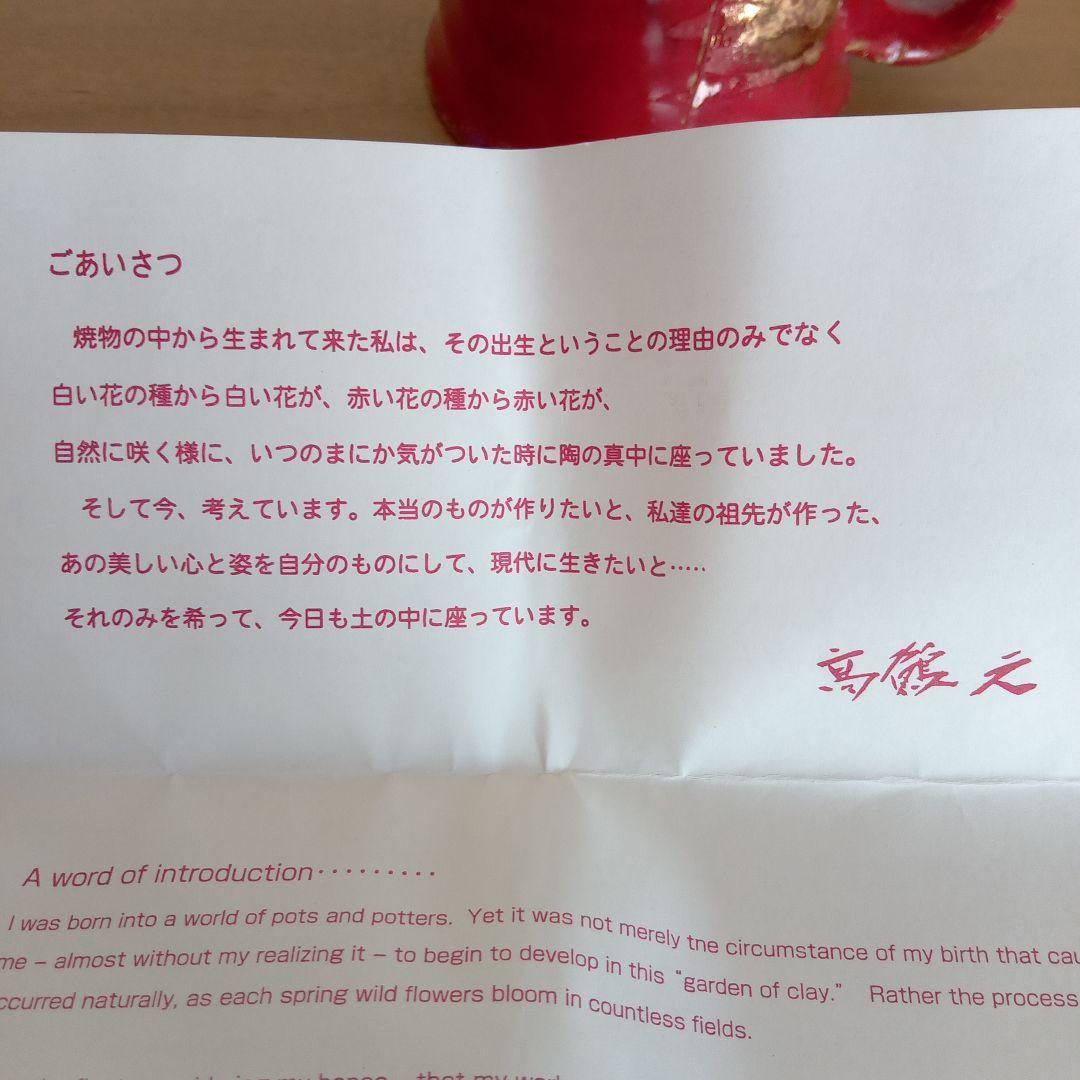 ごあいさつ
焼物の中から生まれて来た私は、その出生ということの理由のみでなく
白い花の種から白い花が、赤い花の種から赤い花が、
自然に咲く様に、いつのまにか気がついた時に陶の真中に座っていました。
そして今、考えています。本当のものが作りたいと、私達の祖先が作った、
あの美しい心と姿を自分のものにして、現代に生きたいと‥‥‥
それのみを希って、今日も土の中に座っています。
高鶴 元
A word of introduction·········
I was born into a world of pots and potters. Yet it was not merely the circumstance of my birth that cau
me – almost without my realizing it – to begin to develop in this “garden of clay.” Rather the process
ccurred naturally, as each spring wild flowers bloom in countless fields.